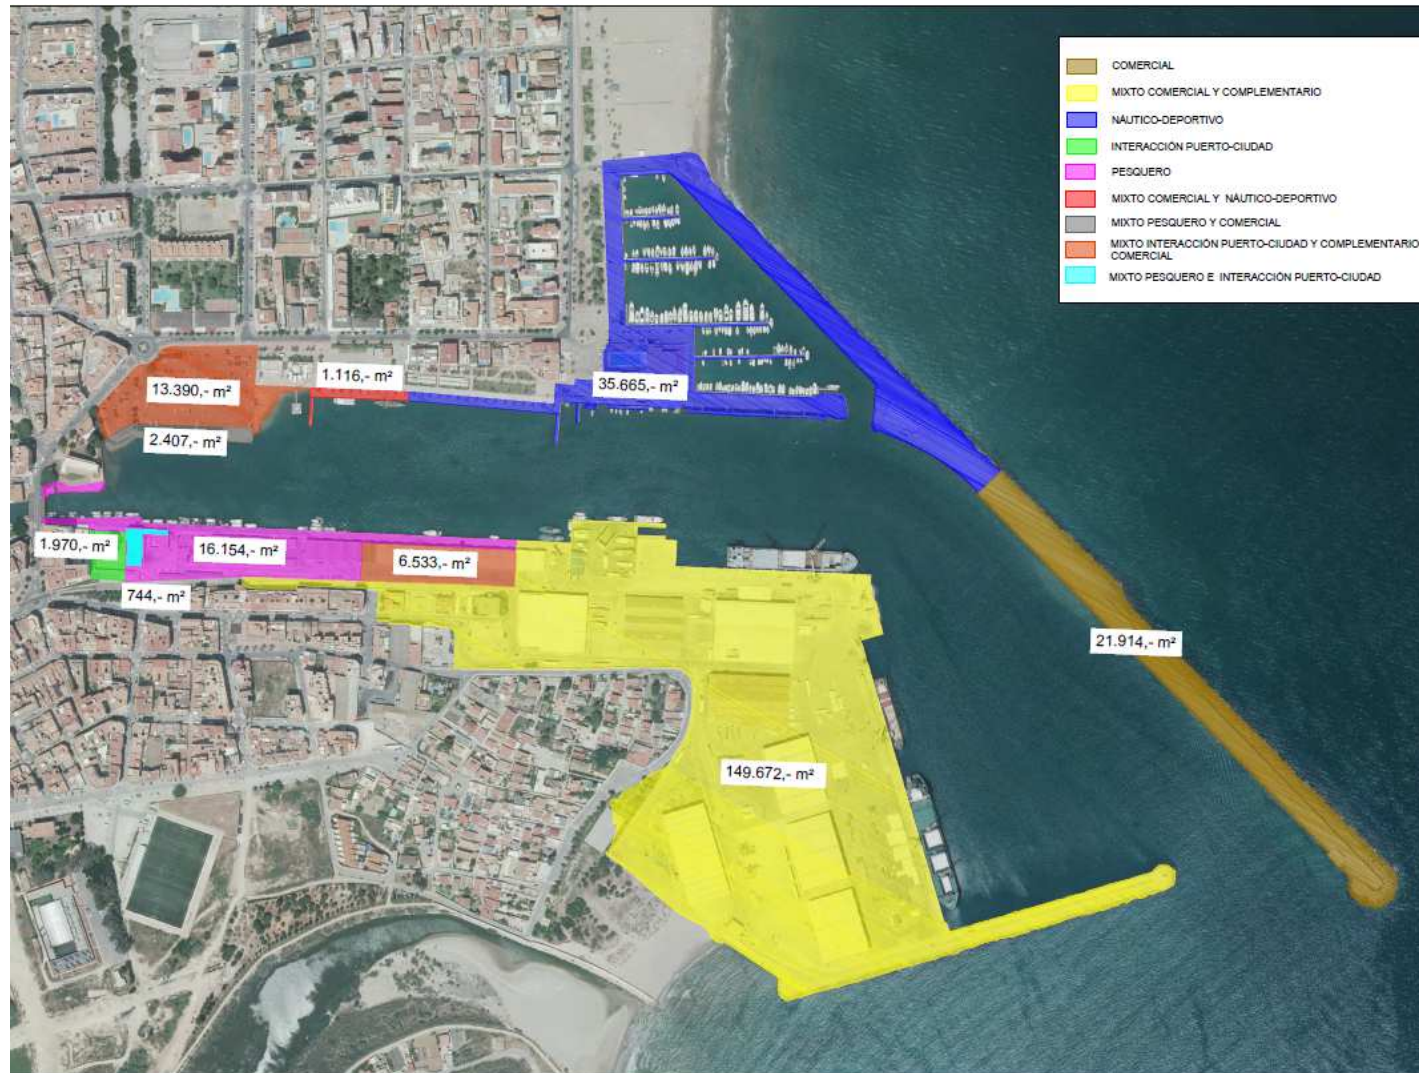 COMERCIAL
MIXTO COMERCIAL Y COMPLEMENTARIO
NÁUTICO-DEPORTIVO
INTERACCIÓN PUERTO-CIUDAD
PESQUERO
MIXTO COMERCIAL Y NÁUTICO-DEPORTIVO
MIXTO PESQUERO Y COMERCIAL
MIXTO INTERACCIÓN PUERTO-CIUDAD Y COMPLEMENTARIO
COMERCIAL
MIXTO PESQUERO E INTERACCIÓN PUERTO-CIUDAD
1.116,- m²
13.390,- m²
35.665,- m²
2.407,- m²
1.970,- m²
16.154,- m²
6.533,- m²
744,- m²
21.914,- m²
149.672,- m²